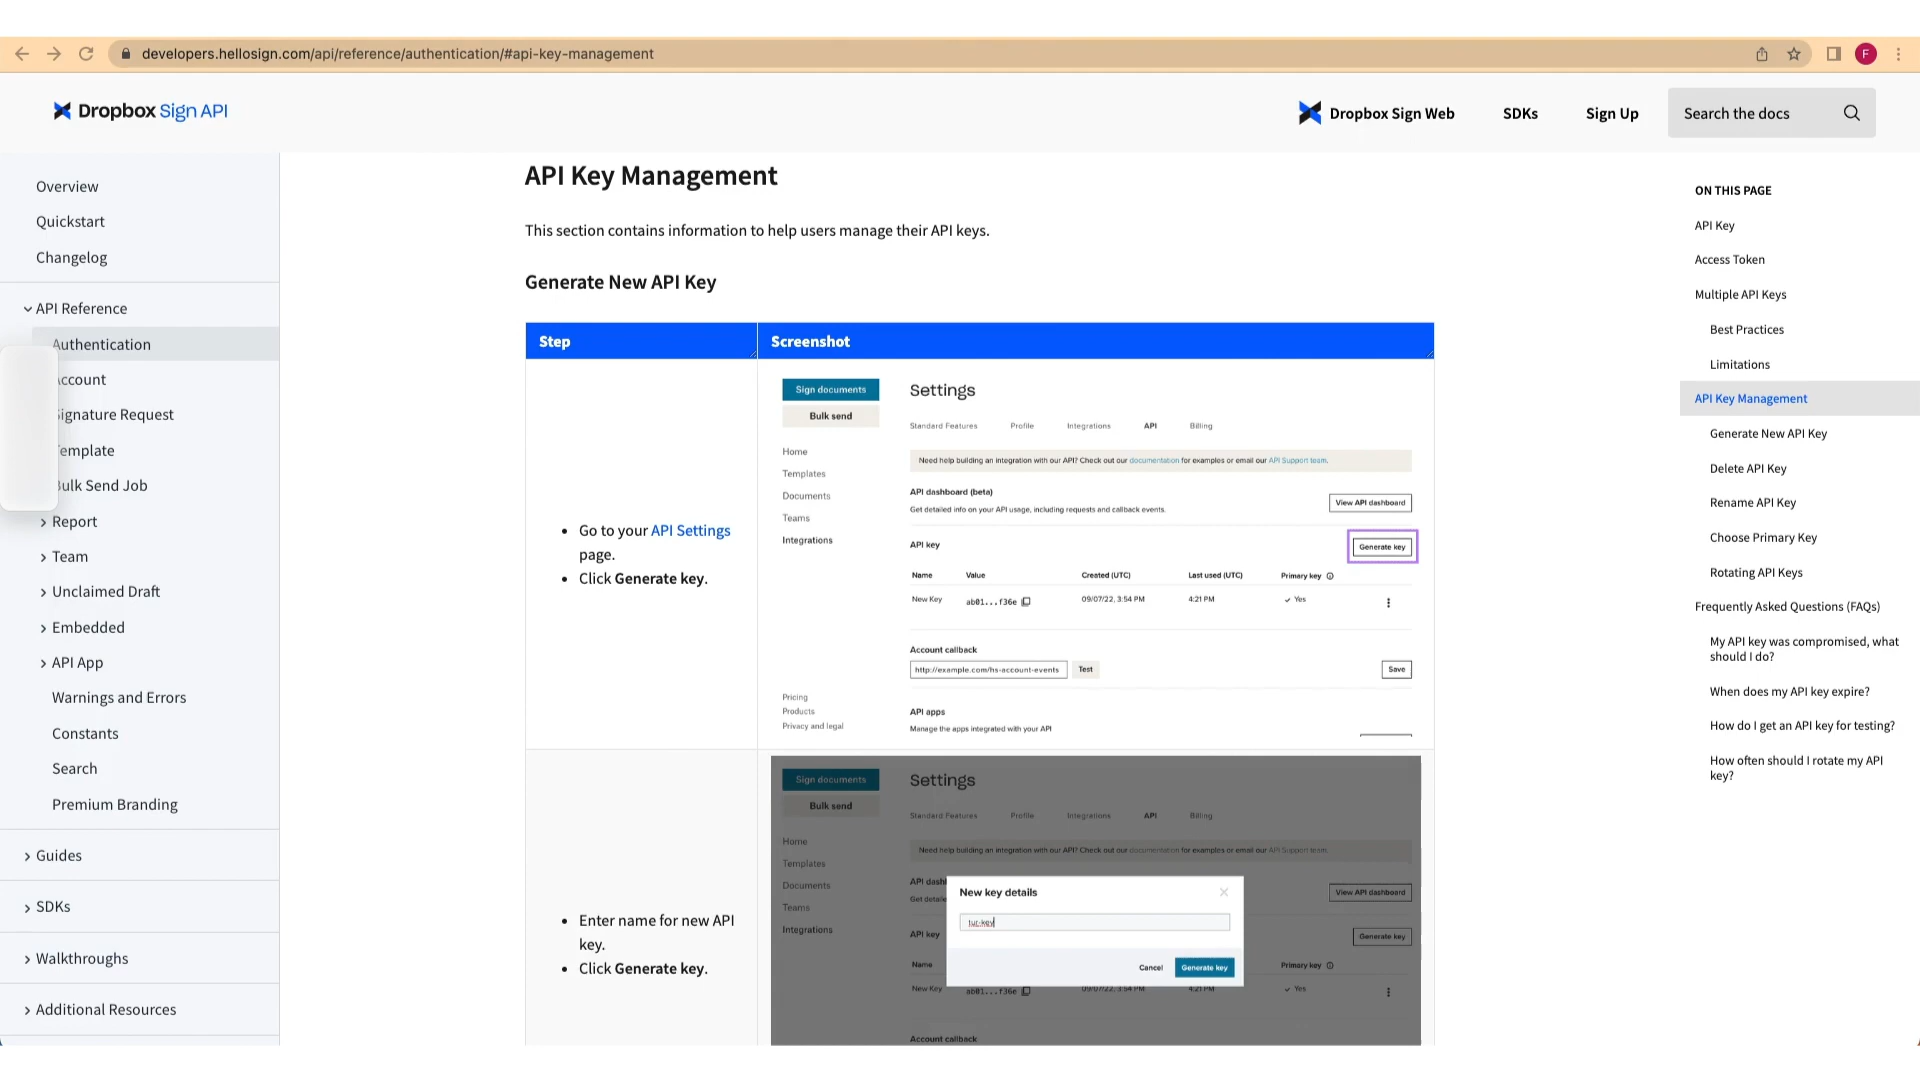 developers.hellosign.com/api/reference/authentication/#api-key-management
F
Dropbox Sign API
Dropbox Sign Web
SDKs
Sign Up
Search the docs
Overview
Quickstart
Changelog
API Reference
Authentication
Account
Signature Request
Template
Bulk Send Job
Report
Team
Unclaimed Draft
Embedded
API App
Warnings and Errors
Constants
Search
Premium Branding
Guides
SDKs
Walkthroughs
Additional Resources
API Key Management
This section contains information to help users manage their API keys.
Generate New API Key
Step
Screenshot
Go to your API Settings
page.
Click Generate key.
Sign documents
Bulk send
Home
Templates
Documents
Teams
Integrations
Pricing
Products
Privacy and legal
Settings
Standard Features
Profile
Integrations
API
Billing
Need help building an integration with our API? Check out our documentation for examples or email our API Support team.
API dashboard (beta)
Get detailed info on your API usage, including requests and callback events.
View API dashboard
API key
Generate key
Name
Value
Created (UTC)
Last used (UTC)
Primary key
New Key
ab01...f36e
09/07/22, 3:54 PM
4:21 PM
Yes
Account callback
http://example.com/hs-account-events
Test
Save
API apps
Manage the apps integrated with your API
Enter name for new API
key.
Click Generate key.
Sign documents
Bulk send
Home
Templates
Documents
Teams
Integrations
Settings
Standard Features
Profile
Integrations
API
Billing
Need help building an integration with our API? Check out our documentation for examples or email our API Support team.
API dash
Get detaile
View API dashboard
New key details
tur-key
Cancel
Generate key
API key
Generate key
Name
Primary key
New Key
ab01...f36e
09/07/22, 3:54 PM
4:21 PM
Yes
Account callback
ON THIS PAGE
API Key
Access Token
Multiple API Keys
Best Practices
Limitations
API Key Management
Generate New API Key
Delete API Key
Rename API Key
Choose Primary Key
Rotating API Keys
Frequently Asked Questions (FAQs)
My API key was compromised, what
should I do?
When does my API key expire?
How do I get an API key for testing?
How often should I rotate my API
key?